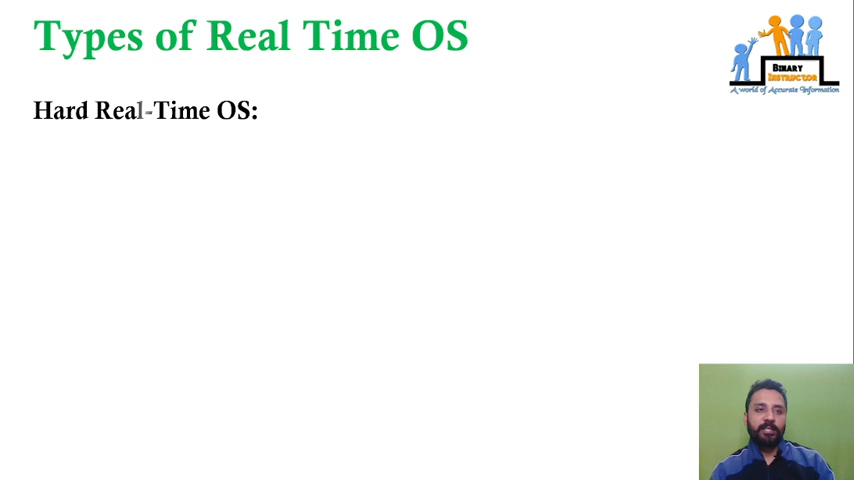 Types of Real Time OS
Hard Real-Time OS:
BINARY
INSTRUCTOR
A world of Accurate Information